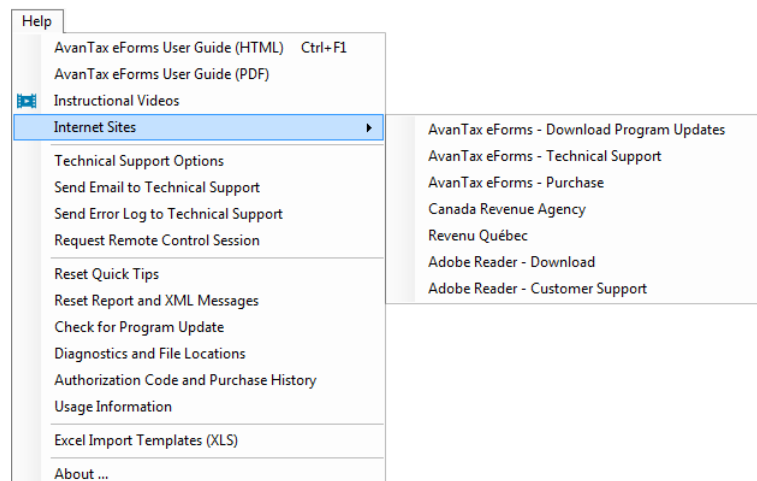 Help
AvanTax eForms User Guide (HTML) Ctrl+F1
AvanTax eForms User Guide (PDF)
Instructional Videos
Internet Sites
Technical Support Options
Send Email to Technical Support
Send Error Log to Technical Support
Request Remote Control Session
Reset Quick Tips
Reset Report and XML Messages
Check for Program Update
Diagnostics and File Locations
Authorization Code and Purchase History
Usage Information
Excel Import Templates (XLS)
About ...
AvanTax eForms - Download Program Updates
AvanTax eForms - Technical Support
AvanTax eForms - Purchase
Canada Revenue Agency
Revenu Québec
Adobe Reader - Download
Adobe Reader - Customer Support